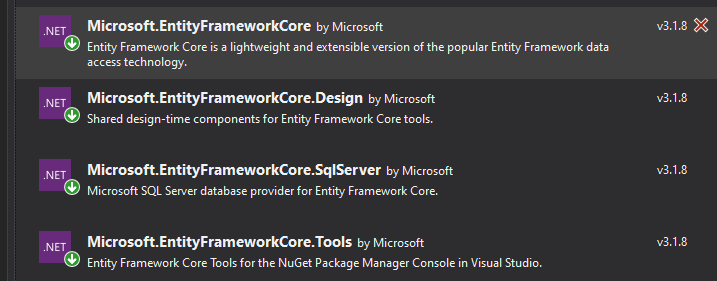 .NET
Microsoft.EntityFrameworkCore by Microsoft v3.1.8
Entity Framework Core is a lightweight and extensible version of the popular Entity Framework data
access technology.
.NET
Microsoft.EntityFrameworkCore.Design by Microsoft v3.1.8
Shared design-time components for Entity Framework Core tools.
.NET
Microsoft.EntityFrameworkCore.SqlServer by Microsoft v3.1.8
Microsoft SQL Server database provider for Entity Framework Core.
.NET
Microsoft.EntityFrameworkCore.Tools by Microsoft v3.1.8
Entity Framework Core Tools for the NuGet Package Manager Console in Visual Studio.